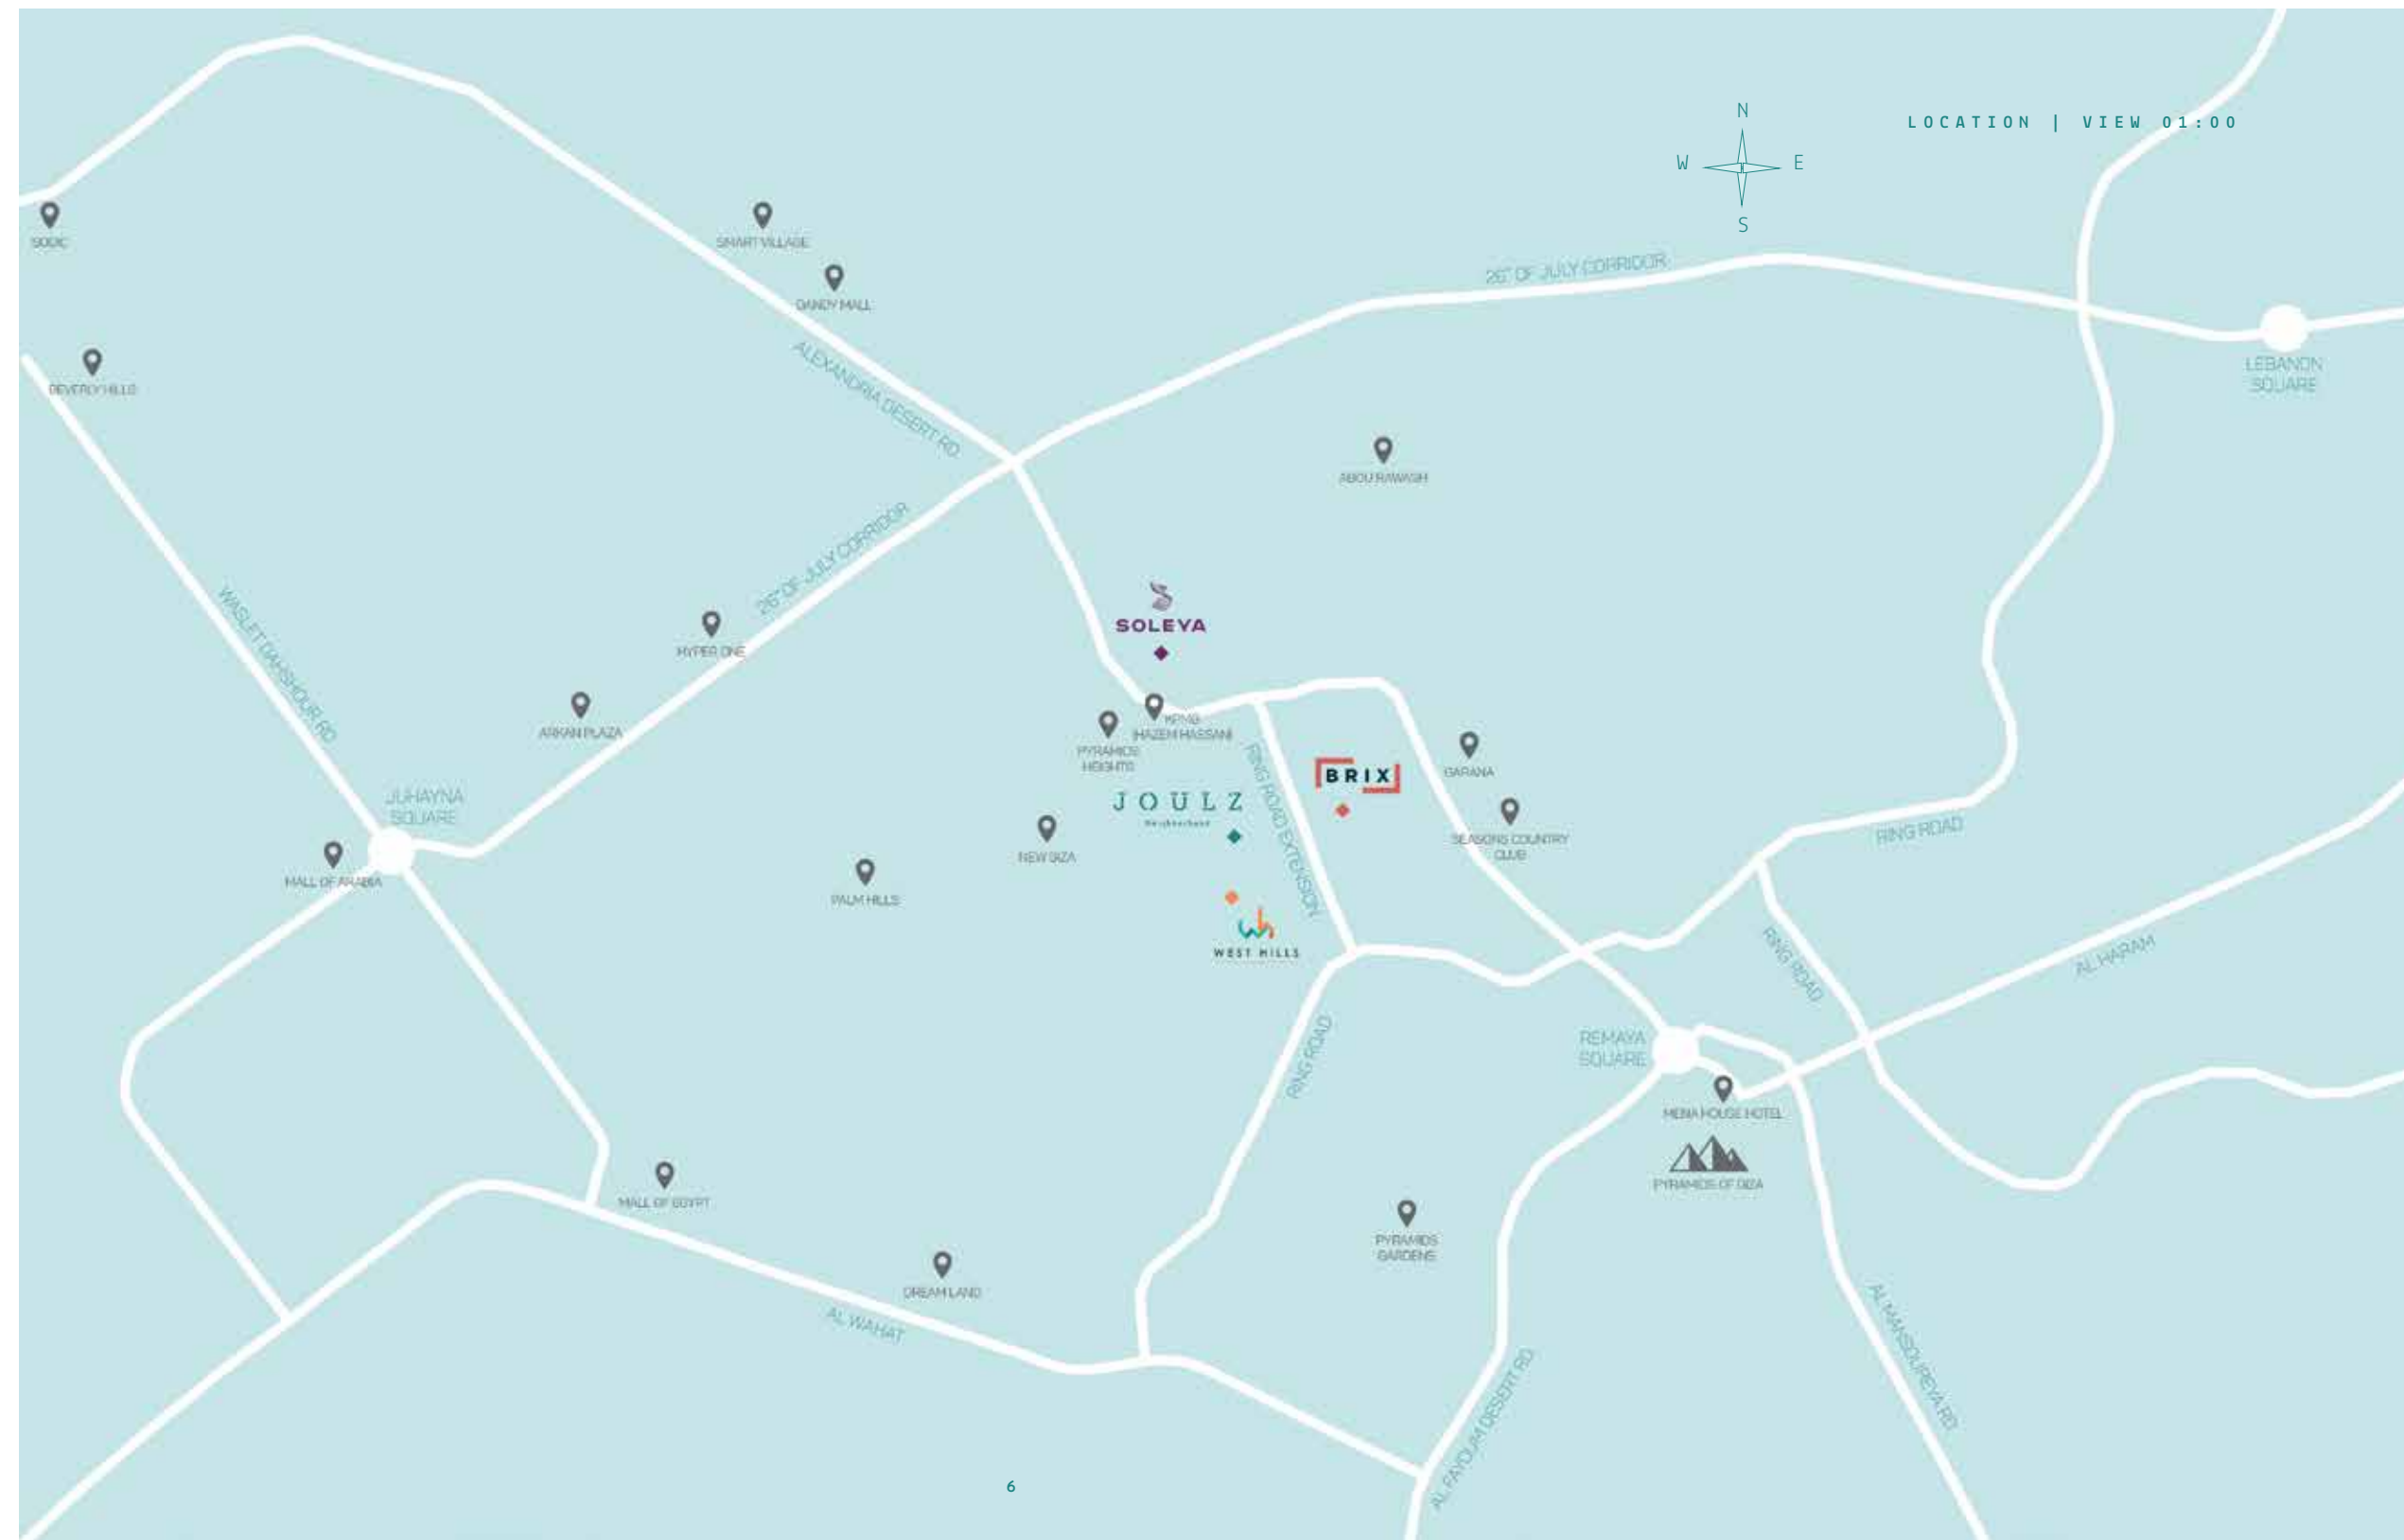 N
LOCATION | VIEW 01:00
W E
S
SODIC
SMART VILLAGE
DANDY MALL
26TH OF JULY CORRIDOR
BEVERLY HILLS
ALEXANDRIA DESERT RD
LEBANON
SQUARE
ABOU RAWASH
26TH OF JULY CORRIDOR
WASLET DAHSHOUR RD
HYPER ONE
SOLEYA
ARKAN PLAZA
KPMG
(HAZEM HASSAN)
PYRAMIDS
HEIGHTS
RING ROAD EXTENSION
BRIX
GARANA
JUHAYNA
SQUARE
JOULZ
Neighborhood
SEASONS COUNTRY
CLUB
RING ROAD
MALL OF ARABIA
NEW GIZA
PALM HILLS
WEST HILLS
RING ROAD
AL HARAM
RING ROAD
REMAYA
SQUARE
MENA HOUSE HOTEL
PYRAMIDS OF GIZA
MALL OF EGYPT
PYRAMIDS
GARDENS
DREAM LAND
AL WAHAT
AL MANSOUREYA RD
AL FAYOUM DESERT RD
6